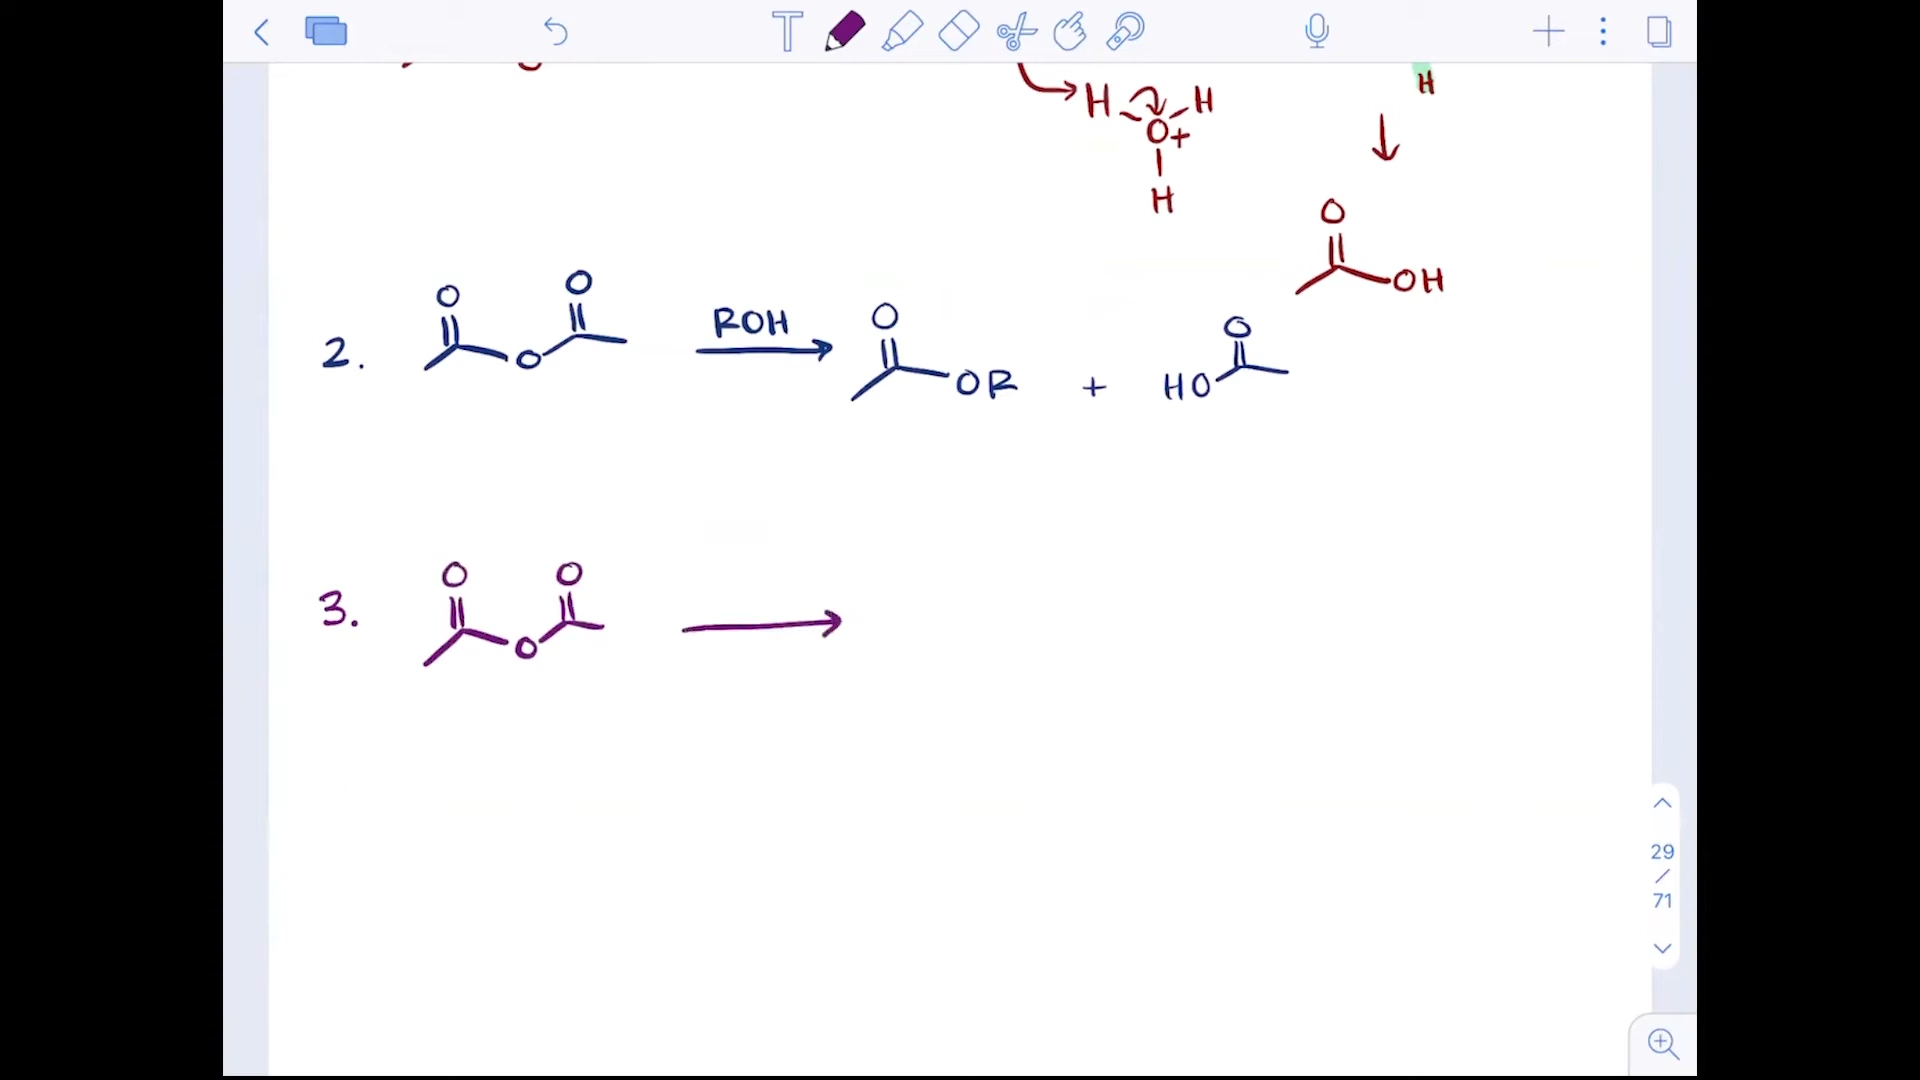 H H
H
O+
H
O
OH
O O
2. O ROH O
OR + HO O
O O
3. O
29
/
71